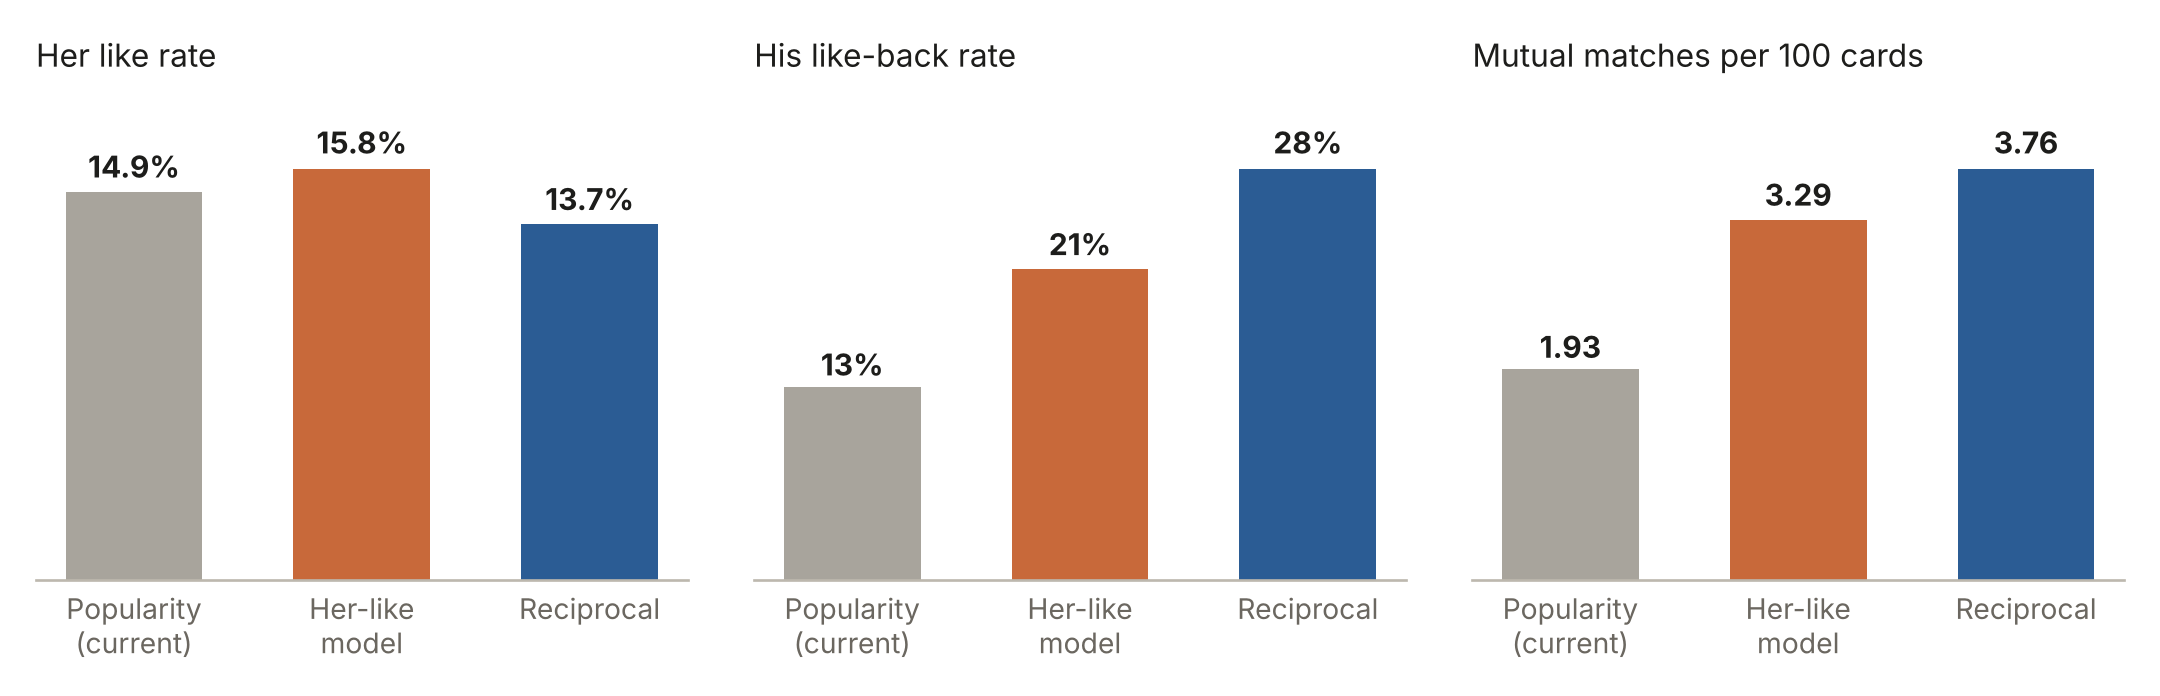 Her like rate
14.9%
15.8%
13.7%
Popularity
(current)
Her-like
model
Reciprocal
His like-back rate
13%
21%
28%
Popularity
(current)
Her-like
model
Reciprocal
Mutual matches per 100 cards
1.93
3.29
3.76
Popularity
(current)
Her-like
model
Reciprocal